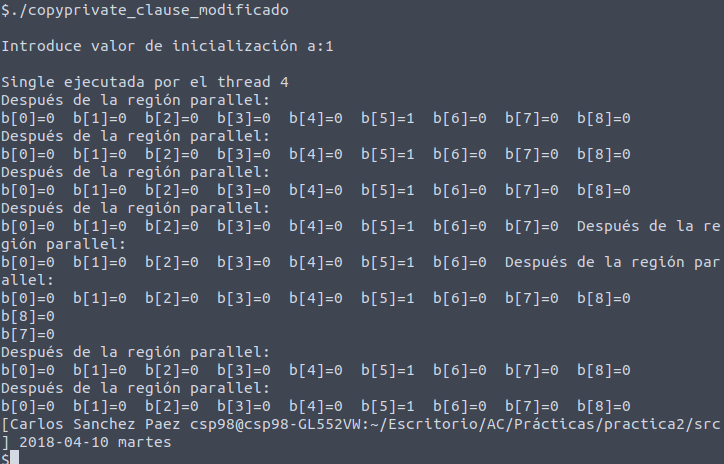 $./copyprivate_clause_modificado
Introduce valor de inicialización a:1
Single ejecutada por el thread 4
Después de la región parallel:
b[0]=0  b[1]=0  b[2]=0  b[3]=0  b[4]=0  b[5]=1  b[6]=0  b[7]=0  b[8]=0
Después de la región parallel:
b[0]=0  b[1]=0  b[2]=0  b[3]=0  b[4]=0  b[5]=1  b[6]=0  b[7]=0  b[8]=0
Después de la región parallel:
b[0]=0  b[1]=0  b[2]=0  b[3]=0  b[4]=0  b[5]=1  b[6]=0  b[7]=0  b[8]=0
Después de la región parallel:
b[0]=0  b[1]=0  b[2]=0  b[3]=0  b[4]=0  b[5]=1  b[6]=0  b[7]=0  Después de la re
gión parallel:
b[0]=0  b[1]=0  b[2]=0  b[3]=0  b[4]=0  b[5]=1  b[6]=0  Después de la región par
allel:
b[0]=0  b[1]=0  b[2]=0  b[3]=0  b[4]=0  b[5]=1  b[6]=0  b[7]=0  b[8]=0
b[8]=0
b[7]=0
Después de la región parallel:
b[0]=0  b[1]=0  b[2]=0  b[3]=0  b[4]=0  b[5]=1  b[6]=0  b[7]=0  b[8]=0
Después de la región parallel:
b[0]=0  b[1]=0  b[2]=0  b[3]=0  b[4]=0  b[5]=1  b[6]=0  b[7]=0  b[8]=0
[Carlos Sanchez Paez csp98@csp98-GL552VW:~/Escritorio/AC/Prácticas/practica2/src
] 2018-04-10 martes
$